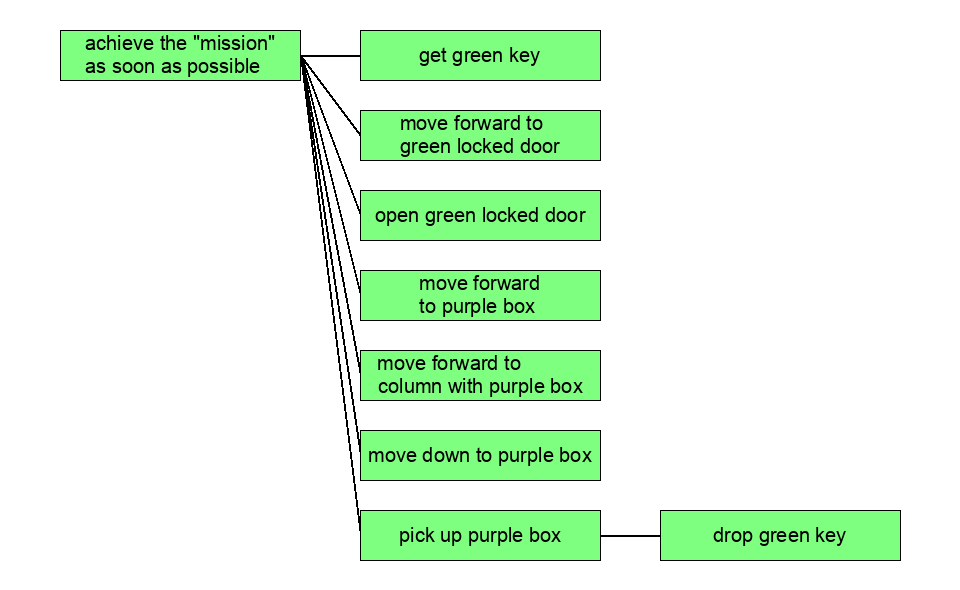 achieve the "mission"
as soon as possible
get green key
move forward to
green locked door
open green locked door
move forward
to purple box
move forward to
column with purple box
move down to purple box
pick up purple box
drop green key